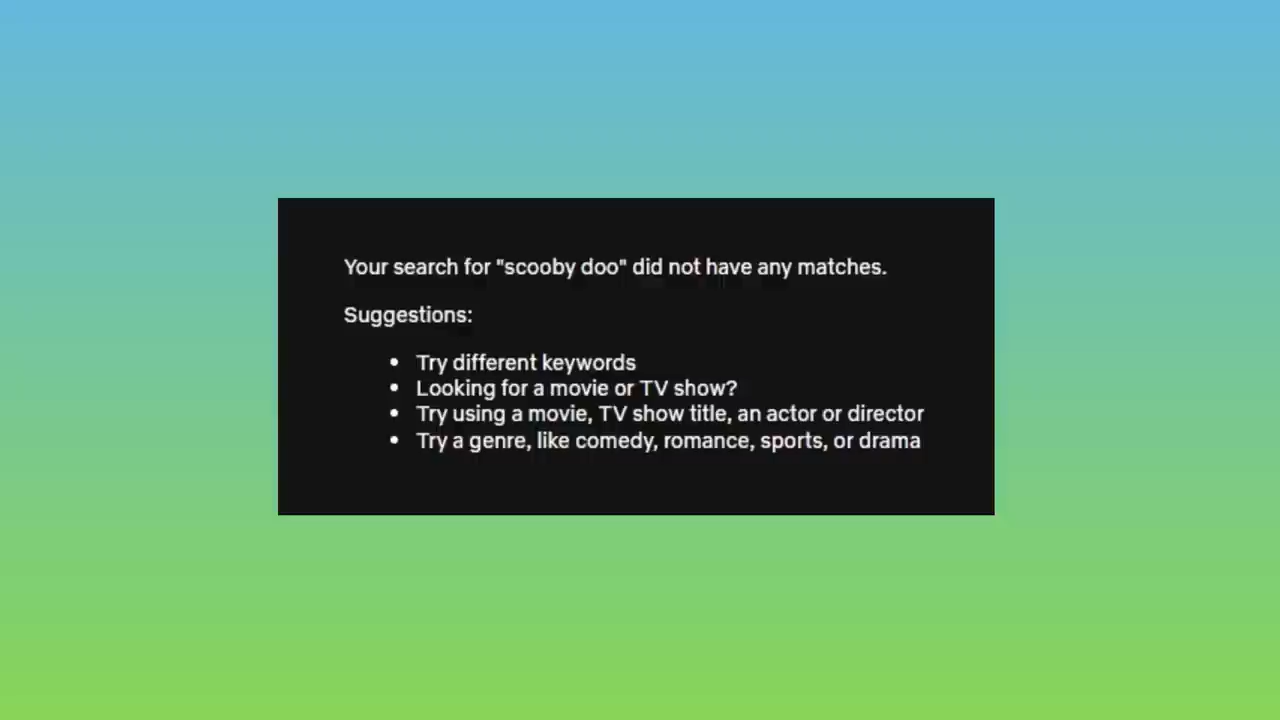 Your search for "scooby doo" did not have any matches.
Suggestions:
• Try different keywords
• Looking for a movie or TV show?
• Try using a movie, TV show title, an actor or director
• Try a genre, like comedy, romance, sports, or drama